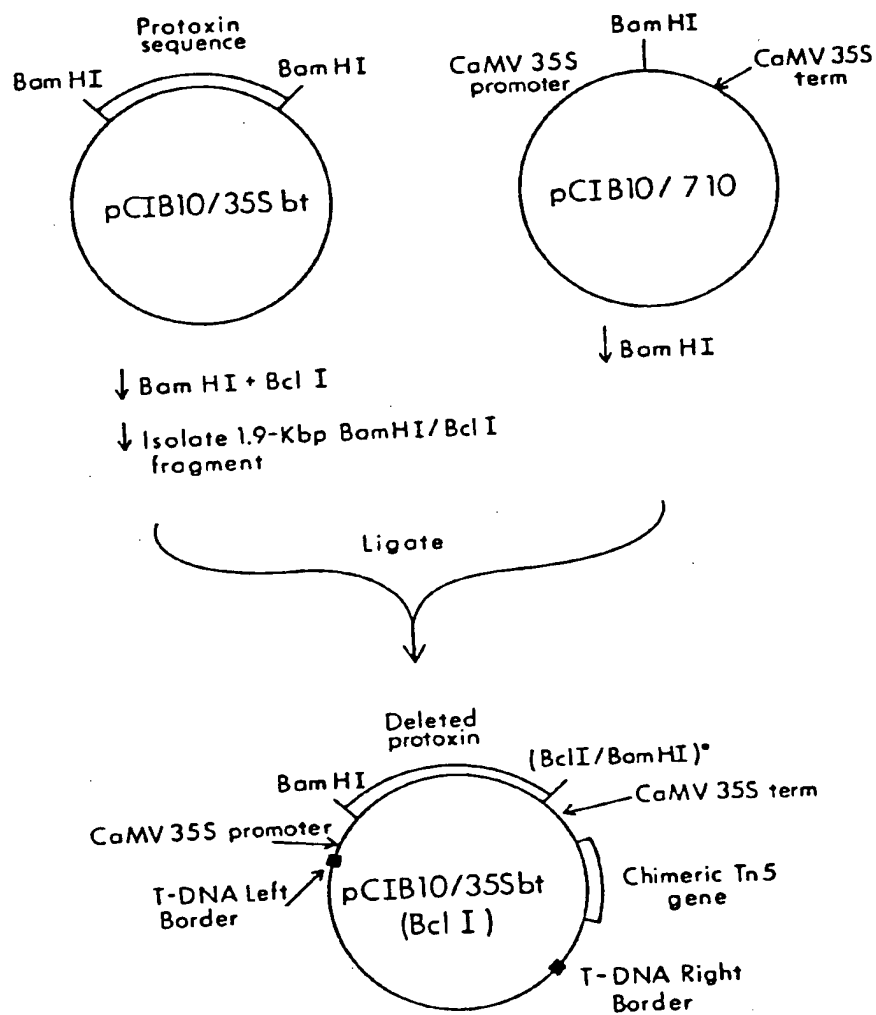 Protoxin
sequence
Bam HI
Bam HI
pCIB10/35S bt
Bam HI
CaMV 35S
promoter
CaMV 35S
term
pCIB10/ 710
↓ Bam HI + Bcl I
↓ Isolate 1.9-Kbp BamHI/Bcl I
fragment
↓ Bam HI
Ligate
Deleted
protoxin
Bam HI
(BclI/BamHI)*
CaMV 35S term
CaMV 35S promoter
T-DNA Left
Border
pCIB10/35Sbt
(Bcl I)
Chimeric Tn5
gene
T-DNA Right
Border